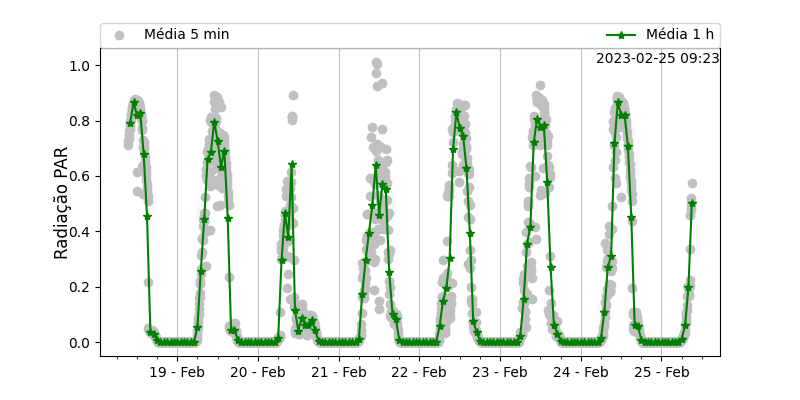 Média 5 min
Média 1 h
2023-02-25 09:23
Radiação PAR
1.0
0.8
0.6
0.4
0.2
0.0
19 - Feb
20 - Feb
21 - Feb
22 - Feb
23 - Feb
24 - Feb
25 - Feb